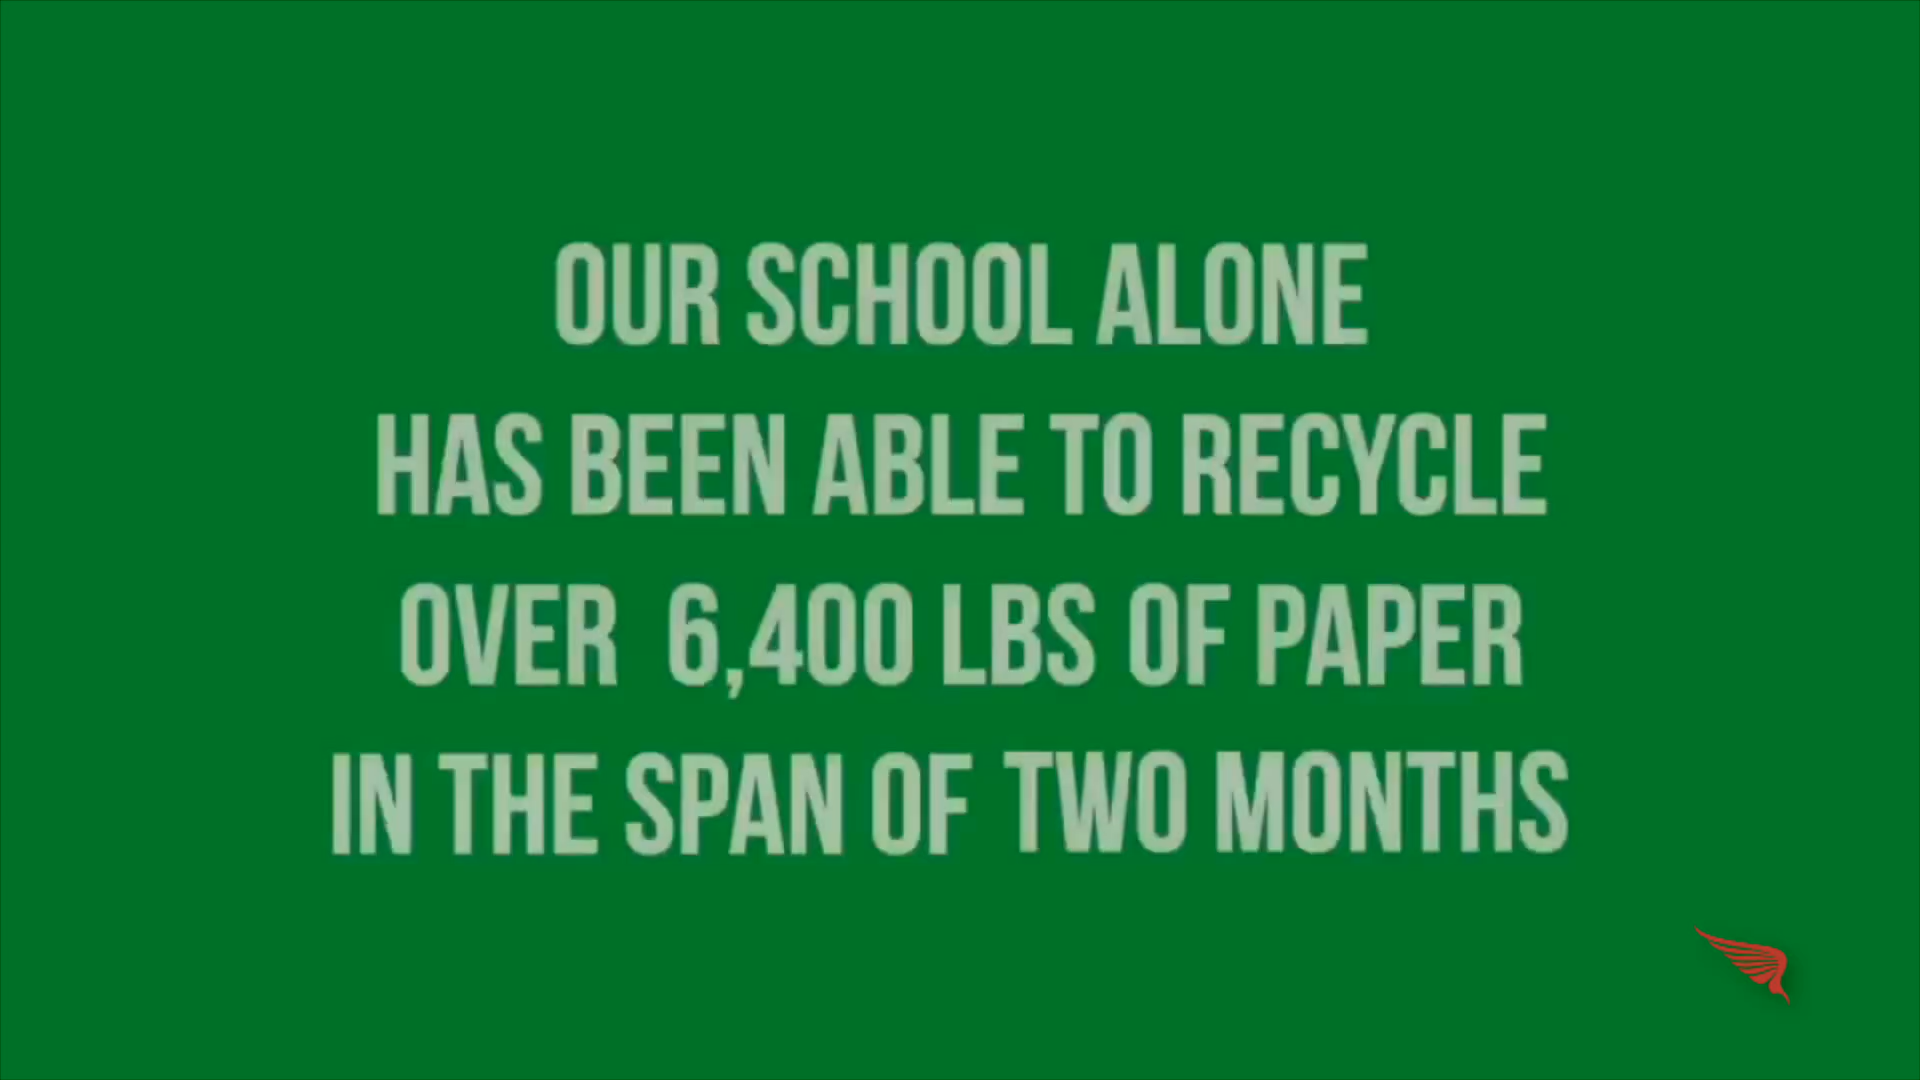 OUR SCHOOL ALONE
HAS BEEN ABLE TO RECYCLE
OVER 6,400 LBS OF PAPER
IN THE SPAN OF TWO MONTHS